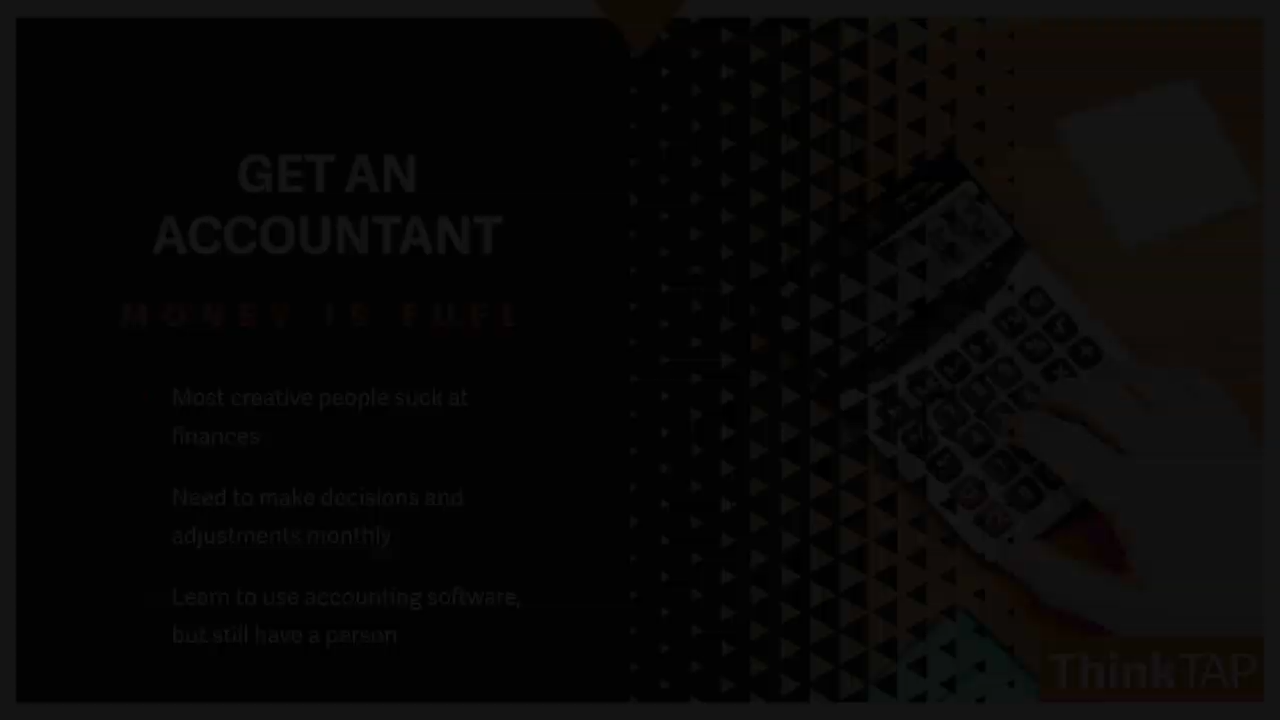 GET AN
ACCOUNTANT
MONEY IS FUEL
Most creative people suck at
finances
Need to make decisions and
adjustments monthly
Learn to use accounting software,
but still have a person
ThinkTAP